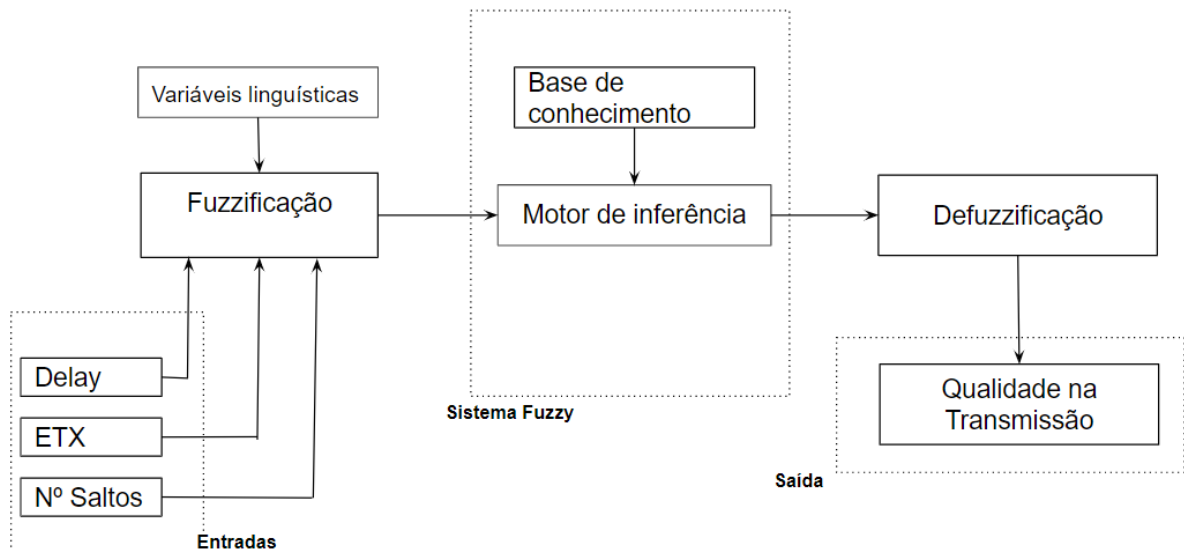 Variáveis linguísticas
Base de
conhecimento
Fuzzificação
Motor de inferência
Defuzzificação
Delay
ETX
Nº Saltos
Entradas
Sistema Fuzzy
Qualidade na
Transmissão
Saída